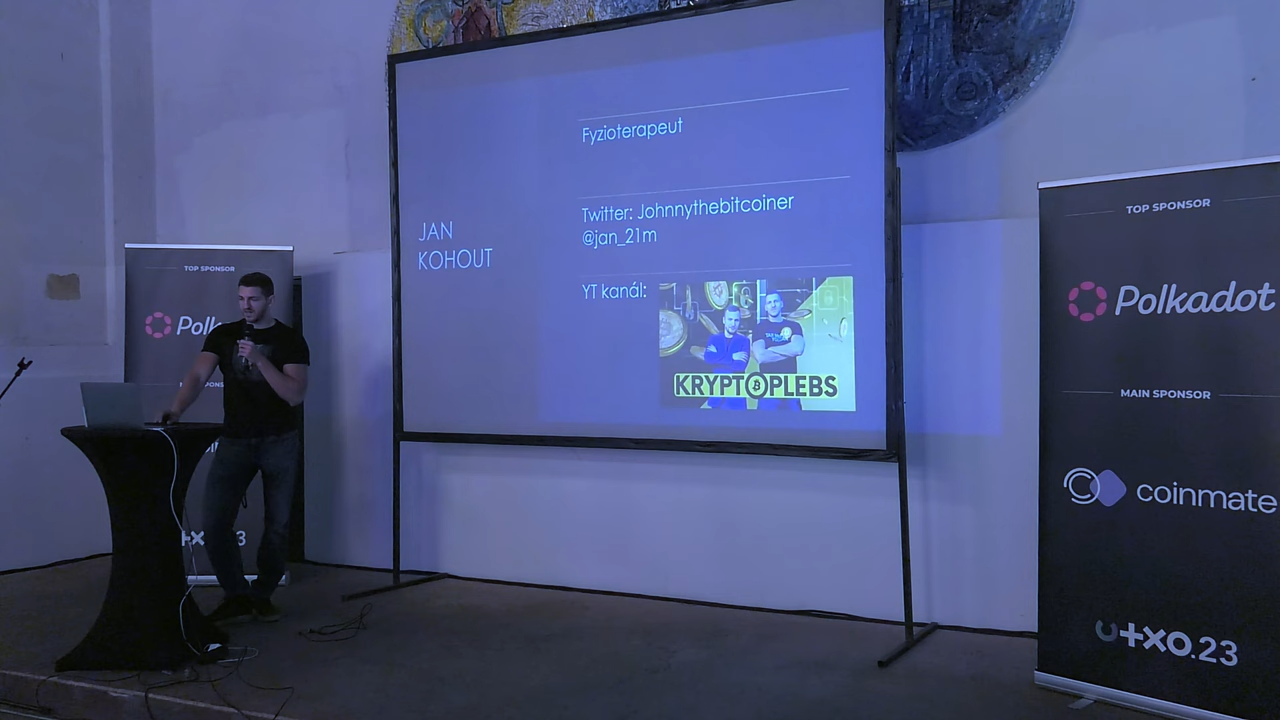 TOP SPONSOR
Polk
JAN
KOHOUT
Fyzioterapeut
Twitter: Johnnythebitcoiner
@jan_21m
YT kanál:
KRYPTOPLEBS
TOP SPONSOR
Polkadot
MAIN SPONSOR
coinmate
utxo.23